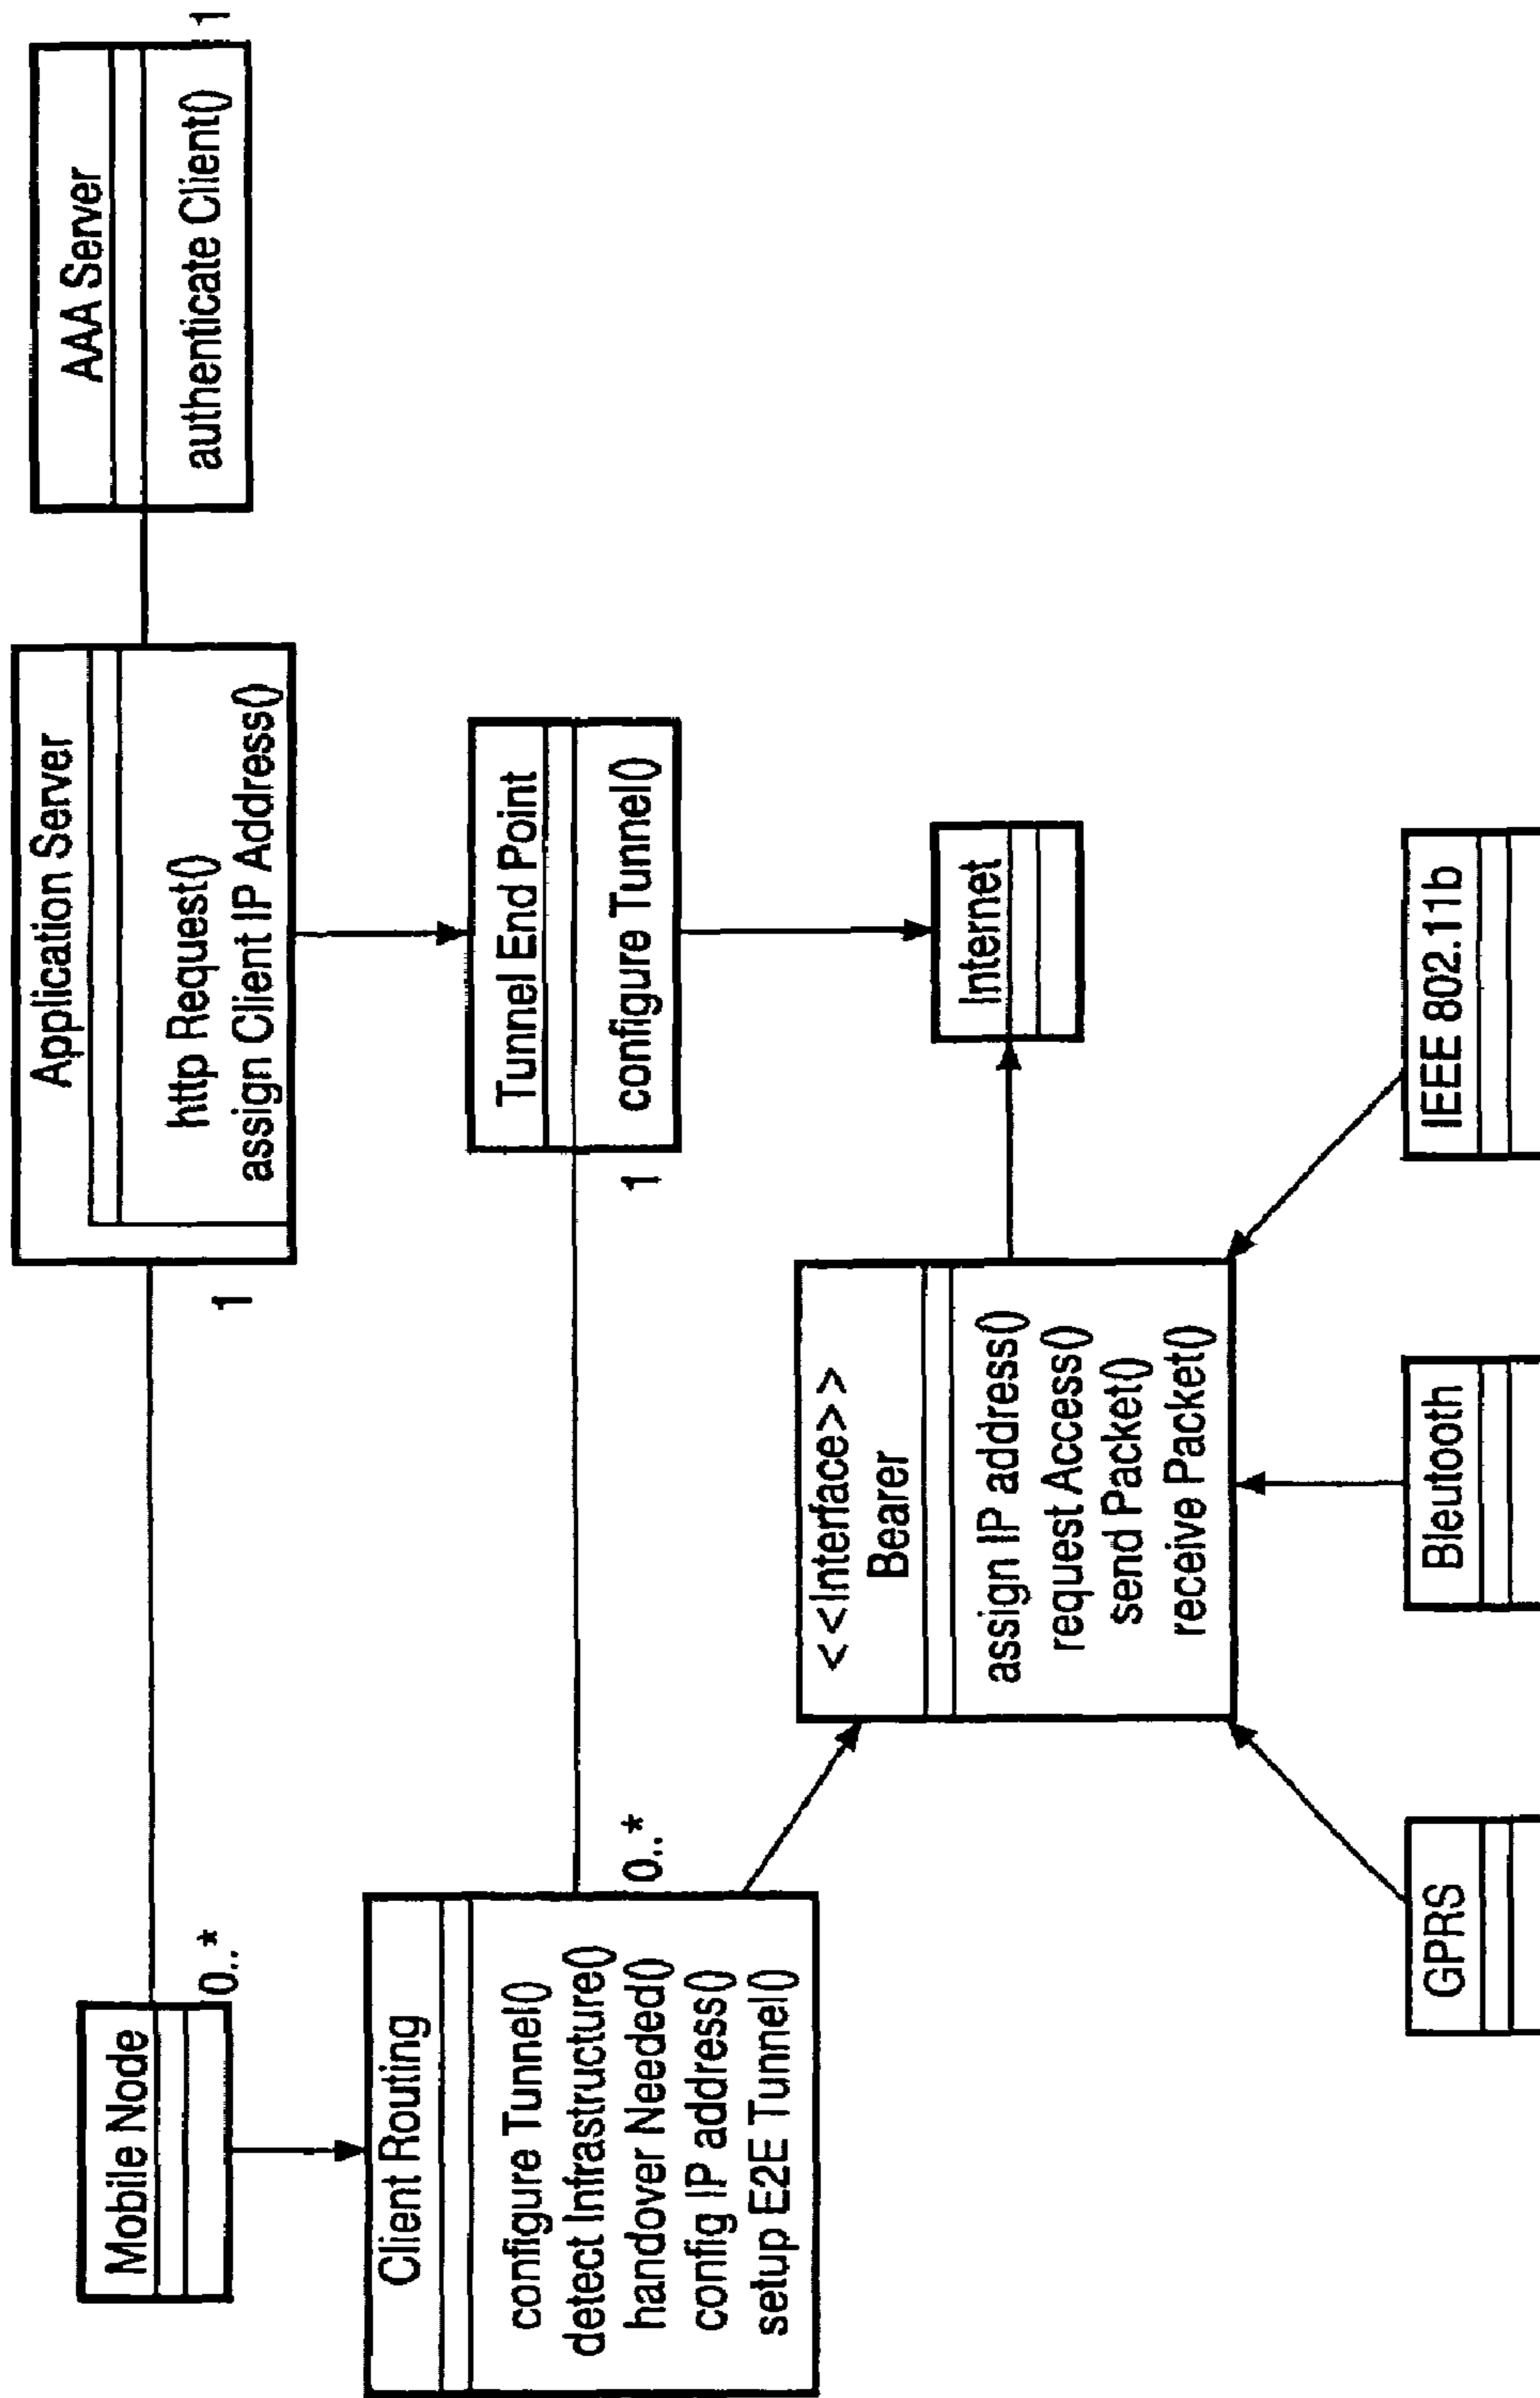 Mobile Node
0..*
1
Application Server
http Request()
assign Client IP Address()
AAA Server
authenticate Client()
1
Client Routing
configure Tunnel()
detect Infrastructure()
handover Needed()
config IP address()
setup E2E Tunnel()
0..*
1
Tunnel End Point
configure Tunnel()
<<Interface>>
Bearer
assign IP address()
request Access()
send Packet()
receive Packet()
Internet
GPRS
Bleutooth
IEEE 802.11b